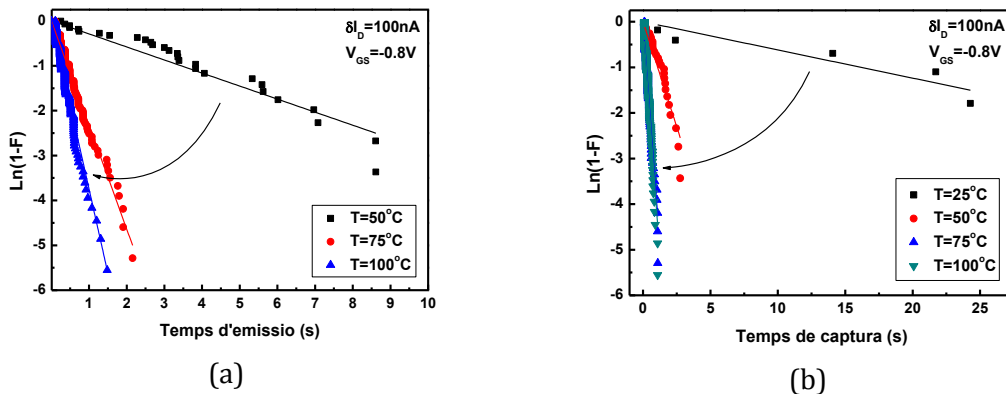 δI_D=100nA
V_GS=-0.8V
Ln(1-F)
0
-1
-2
-3
-4
-5
-6
T=50°C
T=75°C
T=100°C
1 2 3 4 5 6 7 8 9 10
Temps d'emissio (s)
(a)
δI_D=100nA
V_GS=-0.8V
Ln(1-F)
0
-1
-2
-3
-4
-5
-6
T=25°C
T=50°C
T=75°C
T=100°C
0 5 10 15 20 25
Temps de captura (s)
(b)